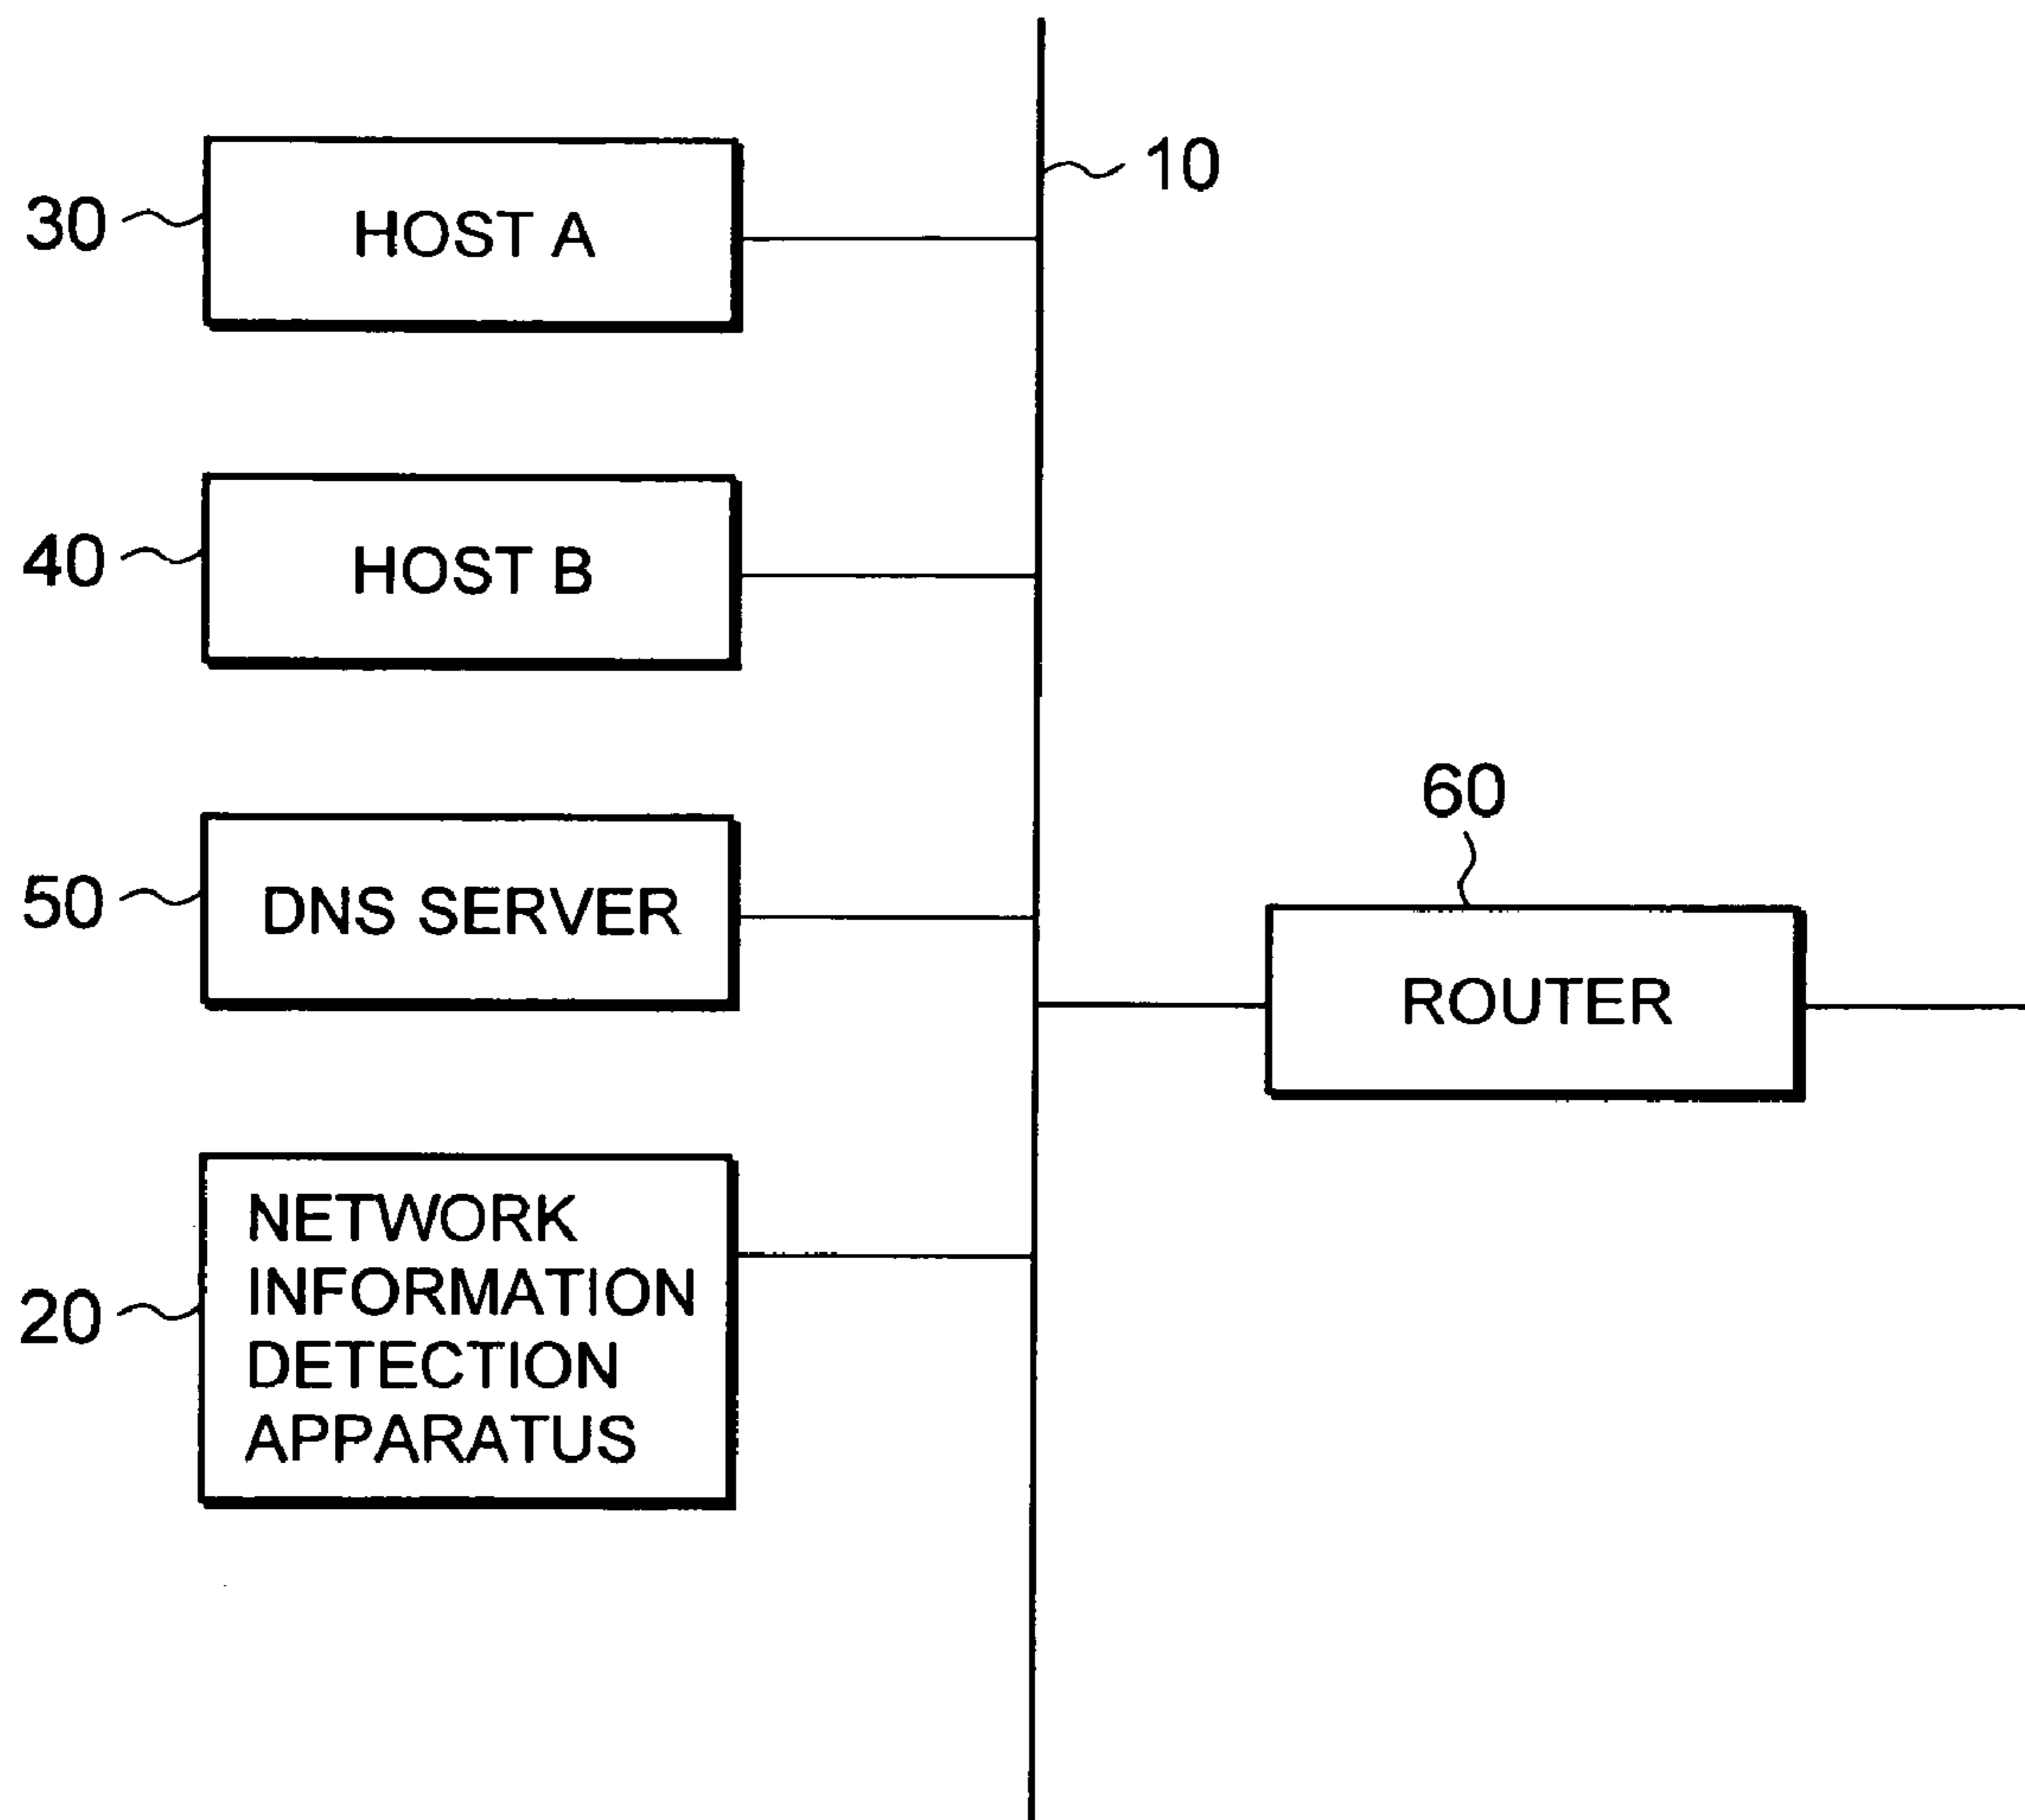 10
30
HOST A
40
HOST B
60
50
DNS SERVER
ROUTER
20
NETWORK
INFORMATION
DETECTION
APPARATUS